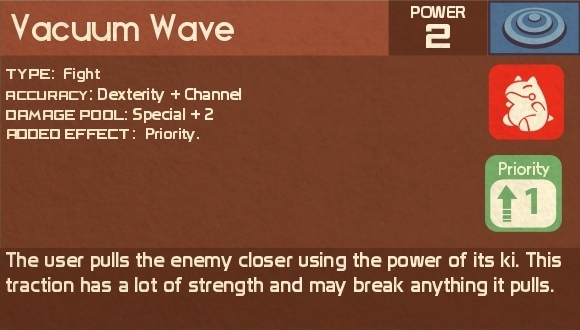 Vacuum Wave
POWER
2
TYPE: Fight
ACCURACY: Dexterity + Channel
DAMAGE POOL: Special + 2
ADDED EFFECT: Priority.
Priority
1
The user pulls the enemy closer using the power of its ki. This
traction has a lot of strength and may break anything it pulls.